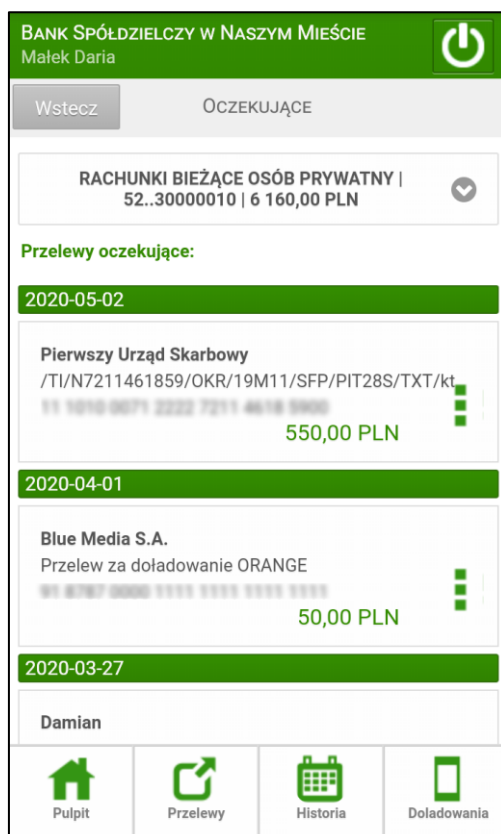 BANK SPÓŁDZIELCZY W NASZYM MIEŚCIE
Małek Daria
Wstecz
OCZEKUJĄCE
RACHUNKI BIEŻĄCE OSÓB PRYWATNY |
52..30000010 | 6 160,00 PLN
Przelewy oczekujące:
2020-05-02
Pierwszy Urząd Skarbowy
/TI/N7211461859/OKR/19M11/SFP/PIT28S/TXT/kt
550,00 PLN
2020-04-01
Blue Media S.A.
Przelew za doładowanie ORANGE
50,00 PLN
2020-03-27
Damian
Pulpit
Przelewy
Historia
Doladowania